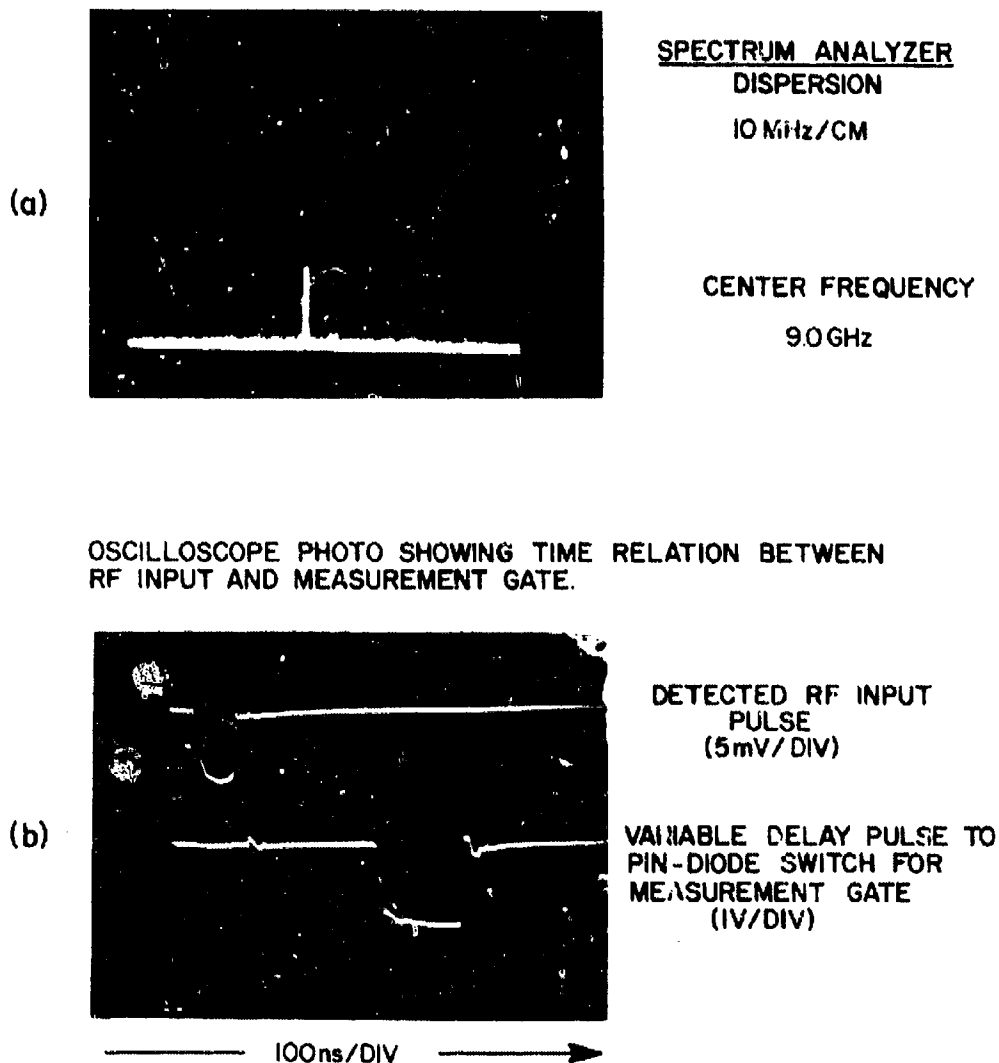 (a)
SPECTRUM ANALYZER
DISPERSION
10 MHz/CM
CENTER FREQUENCY
9.0 GHz
OSCILLOSCOPE PHOTO SHOWING TIME RELATION BETWEEN
RF INPUT AND MEASUREMENT GATE.
(b)
DETECTED RF INPUT
PULSE
(5mV/DIV)
VARIABLE DELAY PULSE TO
PIN-DIODE SWITCH FOR
MEASUREMENT GATE
(1V/DIV)
100ns/DIV